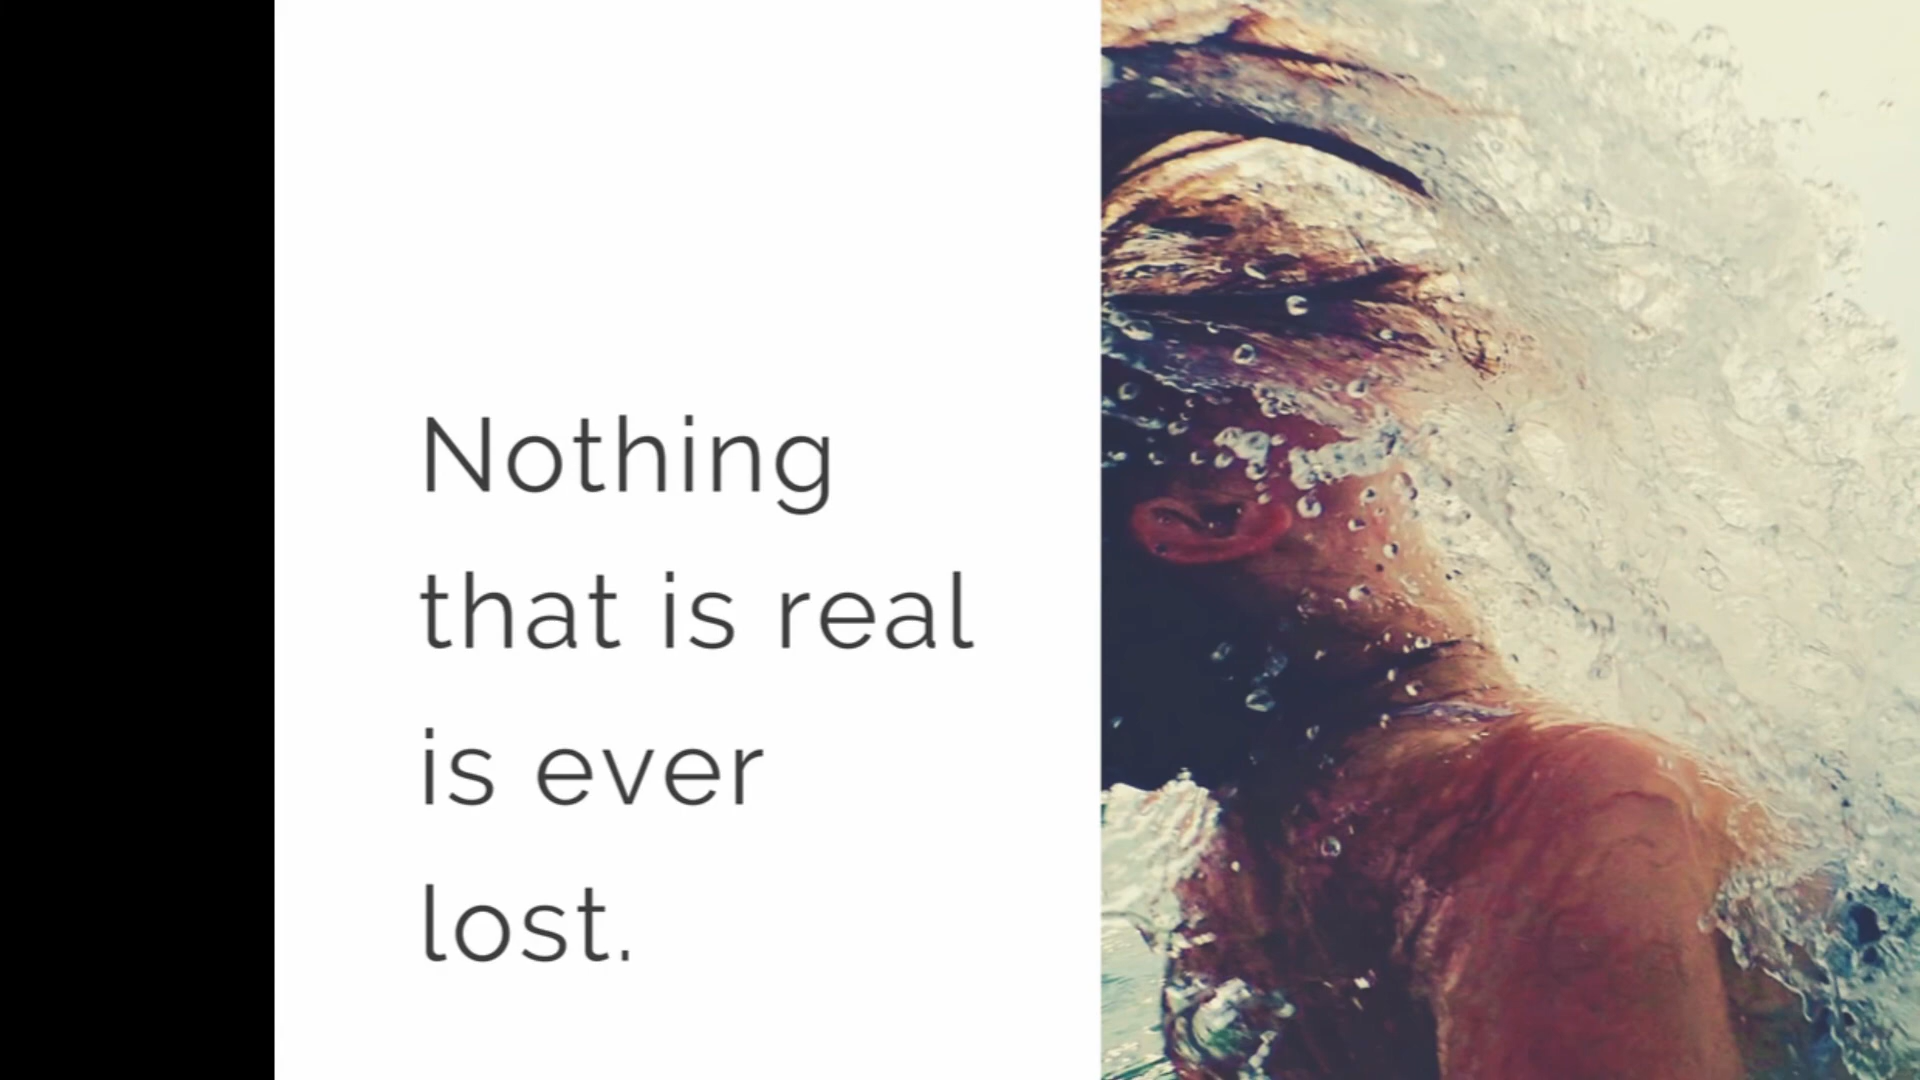 Nothing
that is real
is ever
lost.